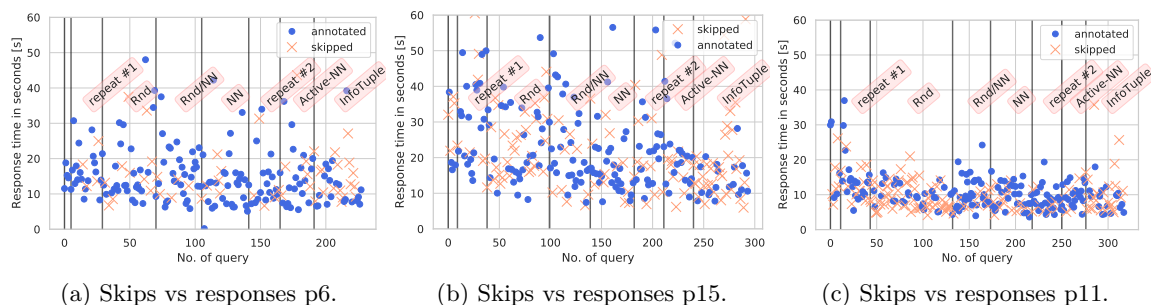 60
50
40
30
20
10
0
Response time in seconds [s]
annotated
skipped
repeat #1
Rnd
Rnd/NN
NN
repeat #2
Active-NN
InfoTuple
0 50 100 150 200
No. of query
(a) Skips vs responses p6.
60
50
40
30
20
10
0
Response time in seconds [s]
skipped
annotated
repeat #1
Rnd
Rnd/NN
NN
repeat #2
Active-NN
InfoTuple
0 50 100 150 200 250 300
No. of query
(b) Skips vs responses p15.
60
50
40
30
20
10
0
Response time in seconds [s]
annotated
skipped
repeat #1
Rnd
Rnd/NN
NN
repeat #2
Active-NN
InfoTuple
0 50 100 150 200 250 300
No. of query
(c) Skips vs responses p11.